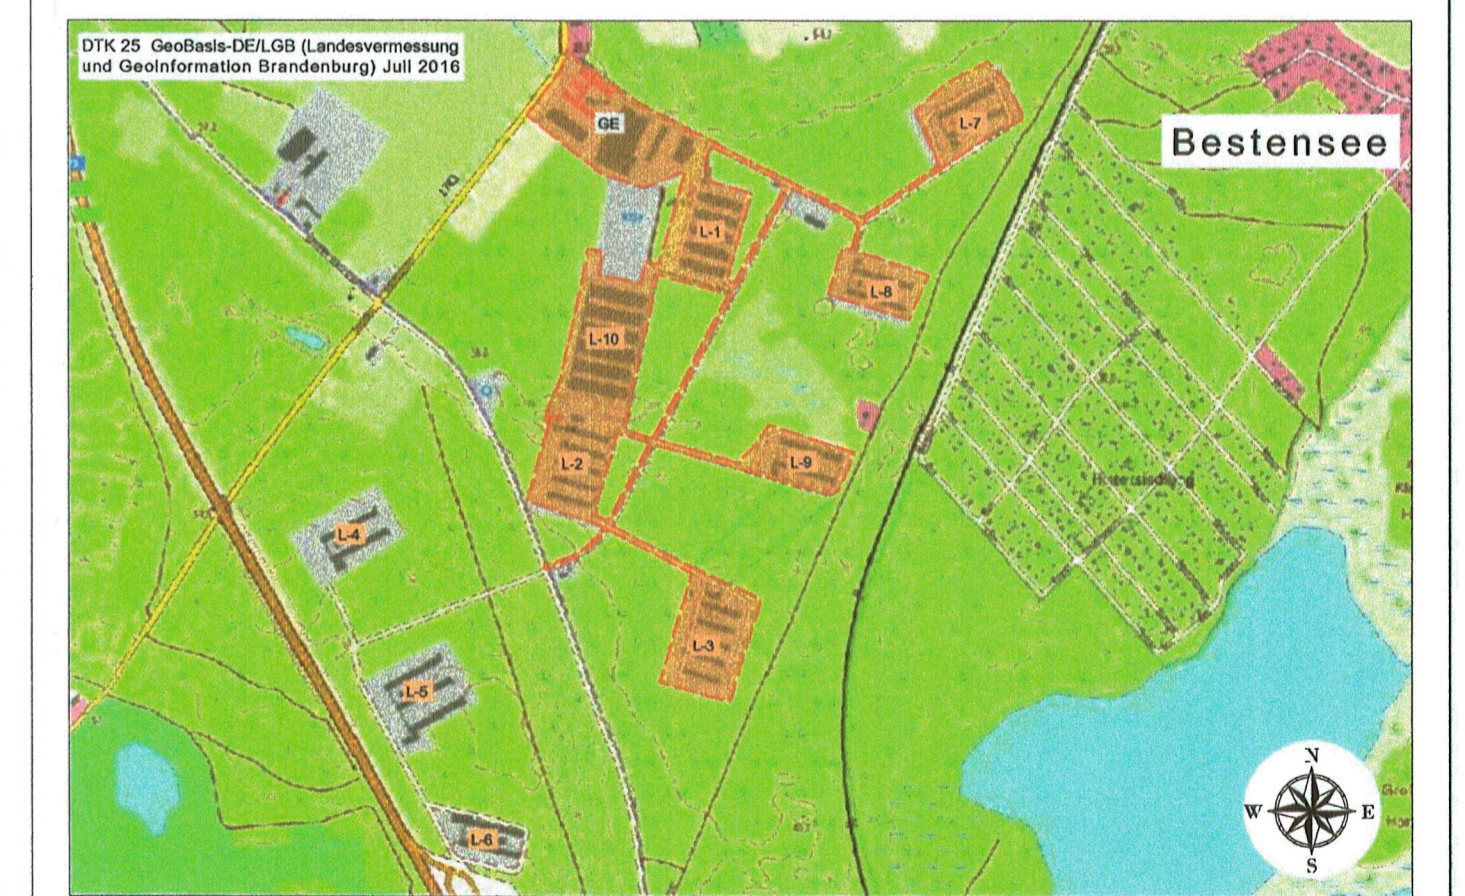 DTK 25 GeoBasis-DE/LGB (Landesvermessung
und Geoinformation Brandenburg) Juli 2016
GE
L-7
Bestensee
L-1
L-8
L-10
L-2
L-9
L-4
L-3
L-5
L-6
N
W E
S